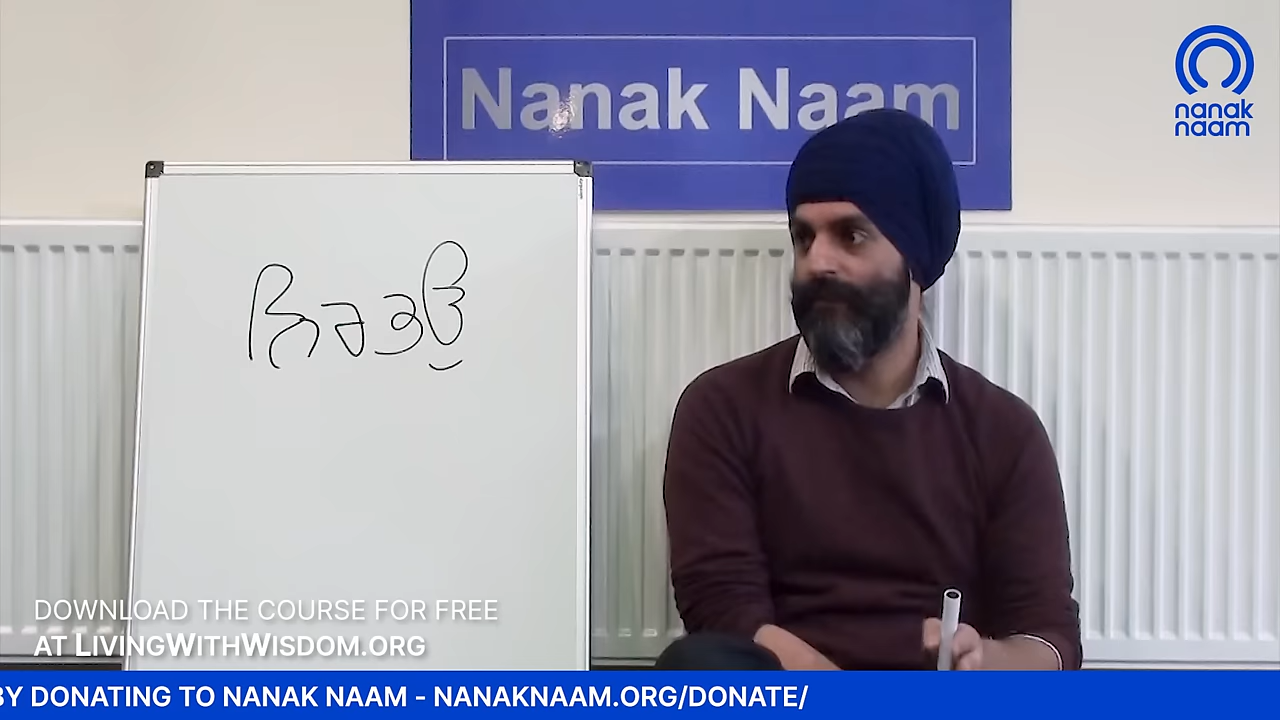 Nanak Naam
nanak
naam
ਨਿਰਭਉ
DOWNLOAD THE COURSE FOR FREE
AT LIVINGWITHWISDOM.ORG
BY DONATING TO NANAK NAAM - NANAKNAAM.ORG/DONATE/